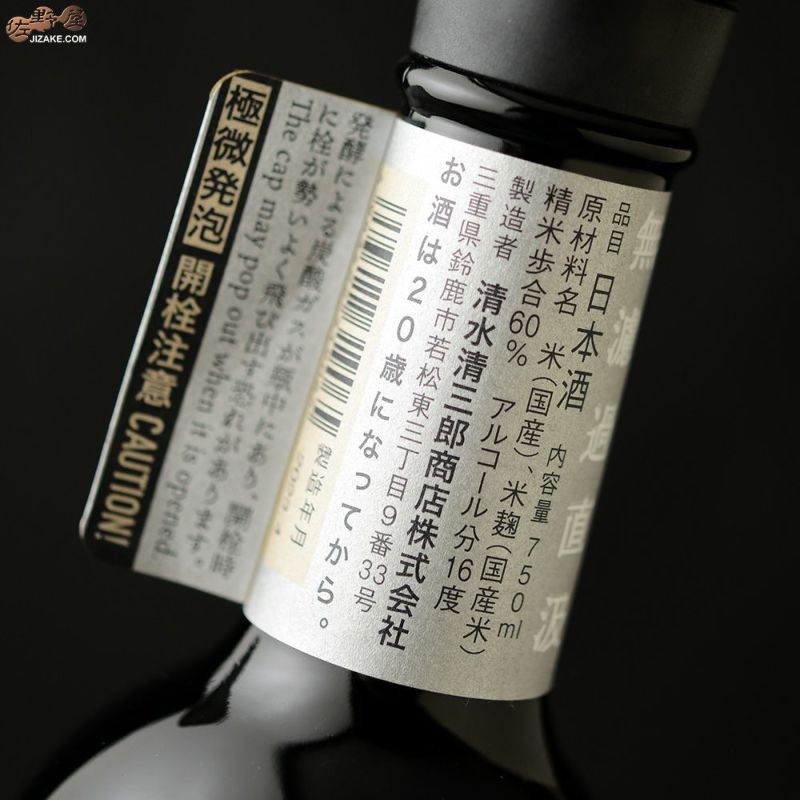 佐野屋
JIZAKE.COM
無濾過直汲
品目 日本酒 内容量 750ml
原材料名 米(国産)、米麹(国産米)
精米歩合60% アルコール分16度
製造者 清水清三郎商店株式会社
三重県鈴鹿市若松東三丁目9番33号
お酒は20歳になってから。
製造年月
発酵による炭酸ガスが瓶中にあり、開栓時
に栓が勢いよく飛び出す恐れがあります。
The cap may pop out when it is opened
極微発泡 開栓注意 CAUTION!